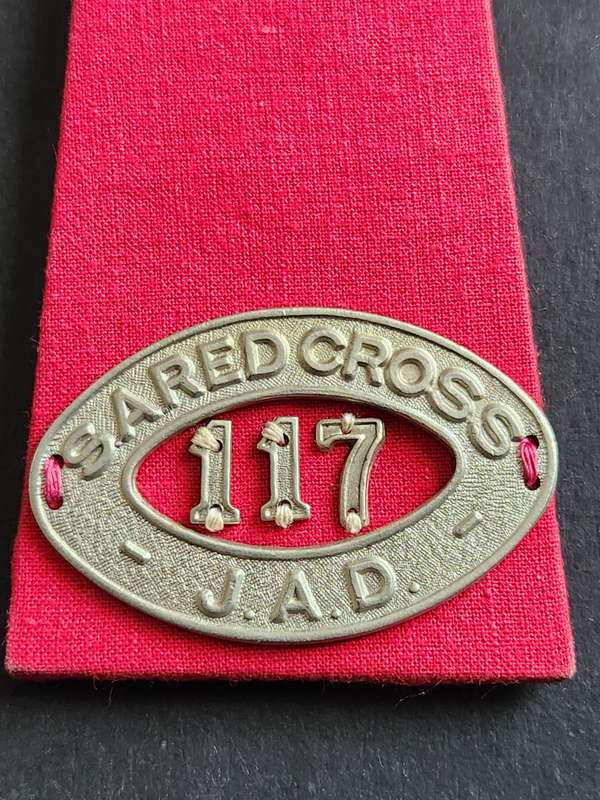 S.A RED CROSS
117
- J.A.D. -